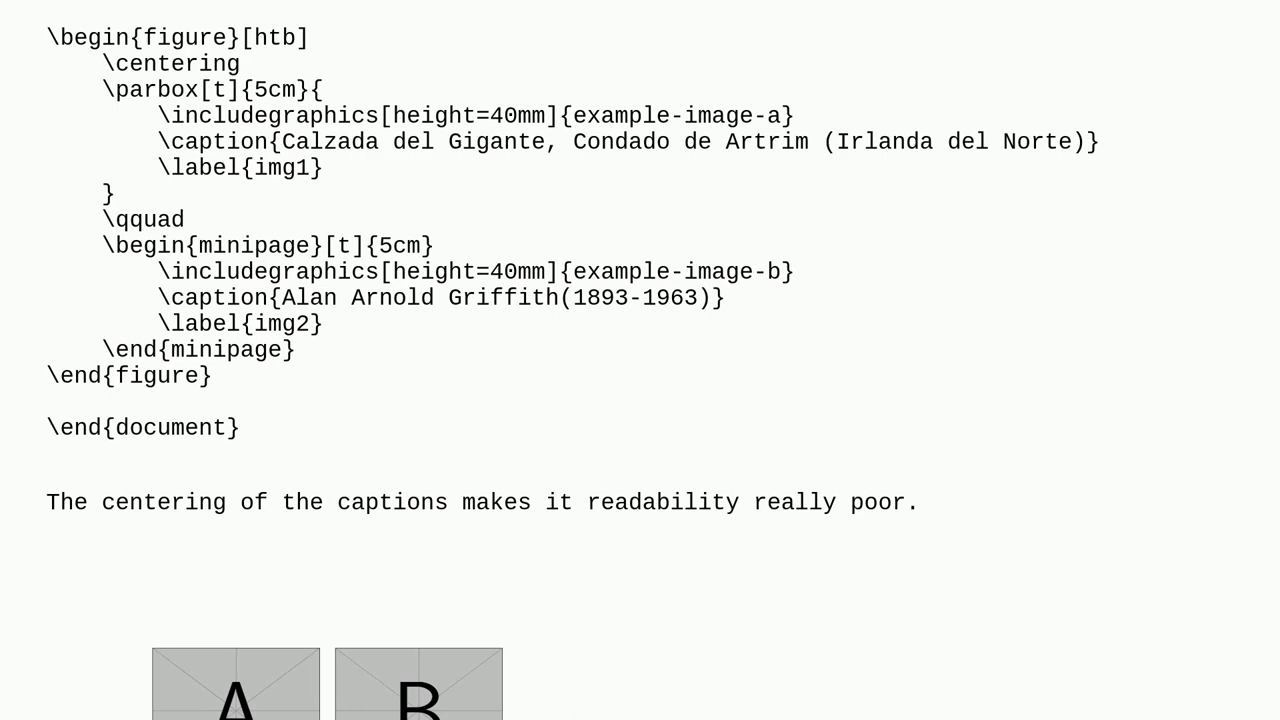 \begin{figure}[htb]
\centering
\parbox[t]{5cm}{
\includegraphics[height=40mm]{example-image-a}
\caption{Calzada del Gigante, Condado de Artrim (Irlanda del Norte)}
\label{img1}
}
\qquad
\begin{minipage}[t]{5cm}
\includegraphics[height=40mm]{example-image-b}
\caption{Alan Arnold Griffith(1893-1963)}
\label{img2}
\end{minipage}
\end{figure}
\end{document}
The centering of the captions makes it readability really poor.
A B